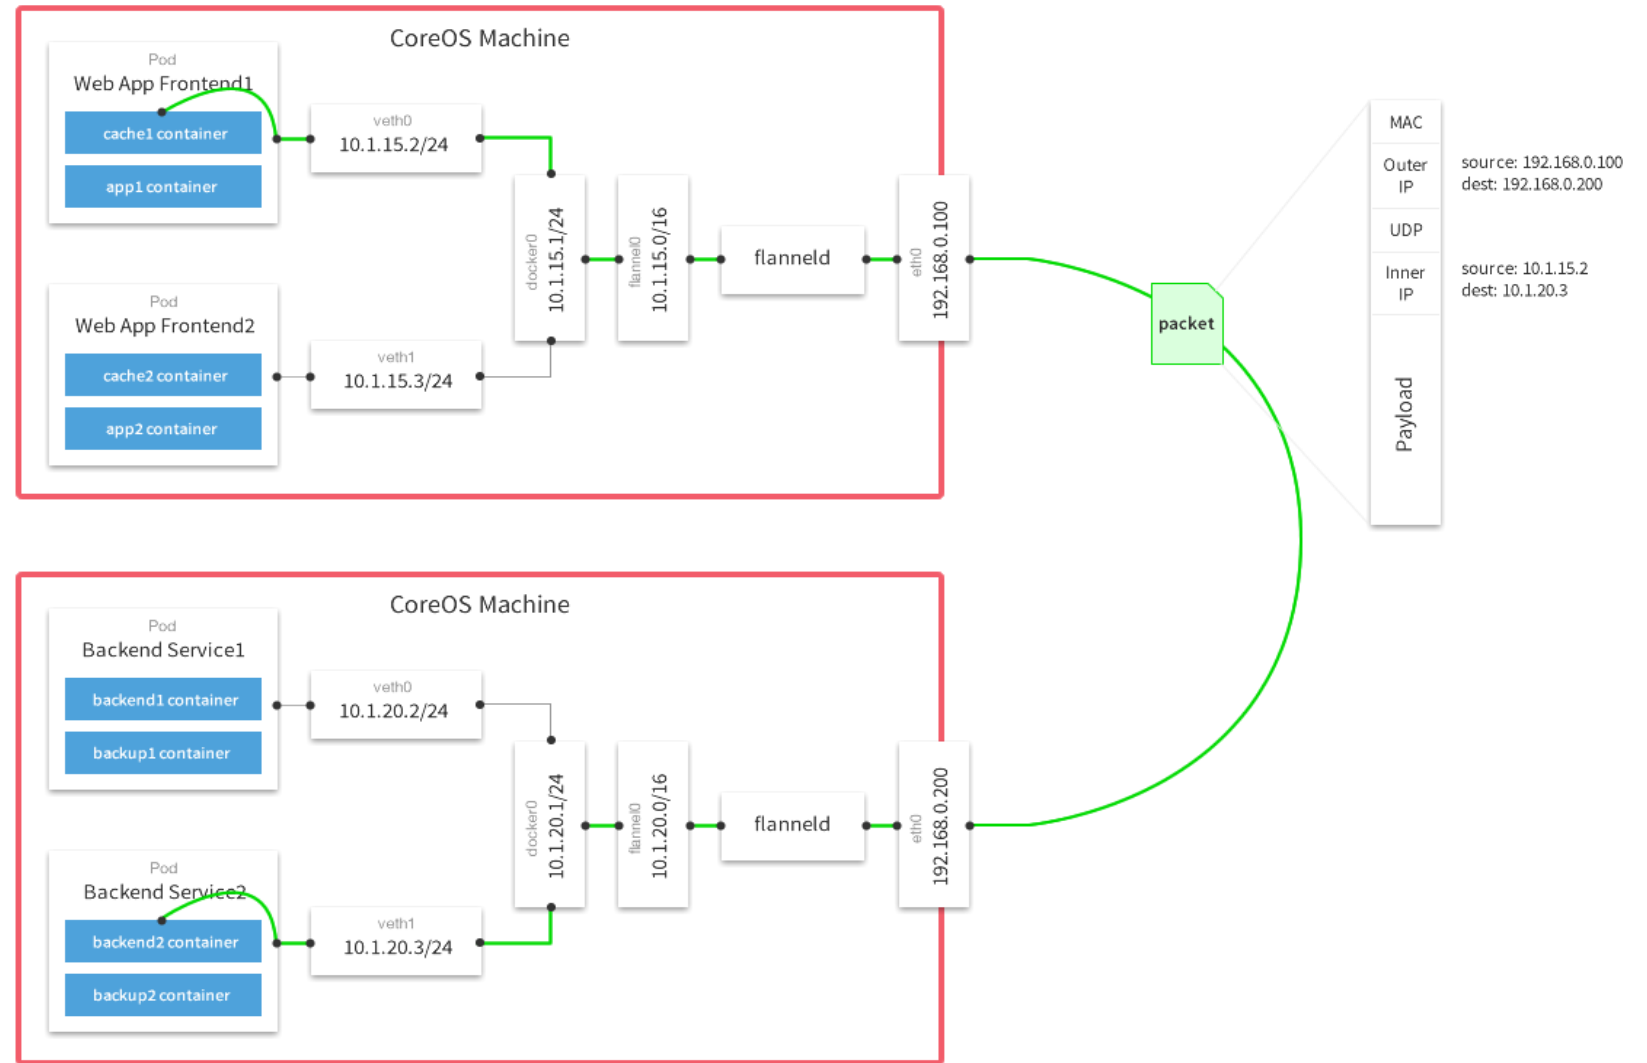 CoreOS Machine
Pod
Web App Frontend1
cache1 container
app1 container
veth0
10.1.15.2/24
Pod
Web App Frontend2
cache2 container
app2 container
veth1
10.1.15.3/24
docker0
10.1.15.1/24
flannel0
10.1.15.0/16
flanneld
eth0
192.168.0.100
packet
MAC
Outer
IP
source: 192.168.0.100
dest: 192.168.0.200
UDP
Inner
IP
source: 10.1.15.2
dest: 10.1.20.3
Payload
CoreOS Machine
Pod
Backend Service1
backend1 container
backup1 container
veth0
10.1.20.2/24
Pod
Backend Service2
backend2 container
backup2 container
veth1
10.1.20.3/24
docker0
10.1.20.1/24
flannel0
10.1.20.0/16
flanneld
eth0
192.168.0.200